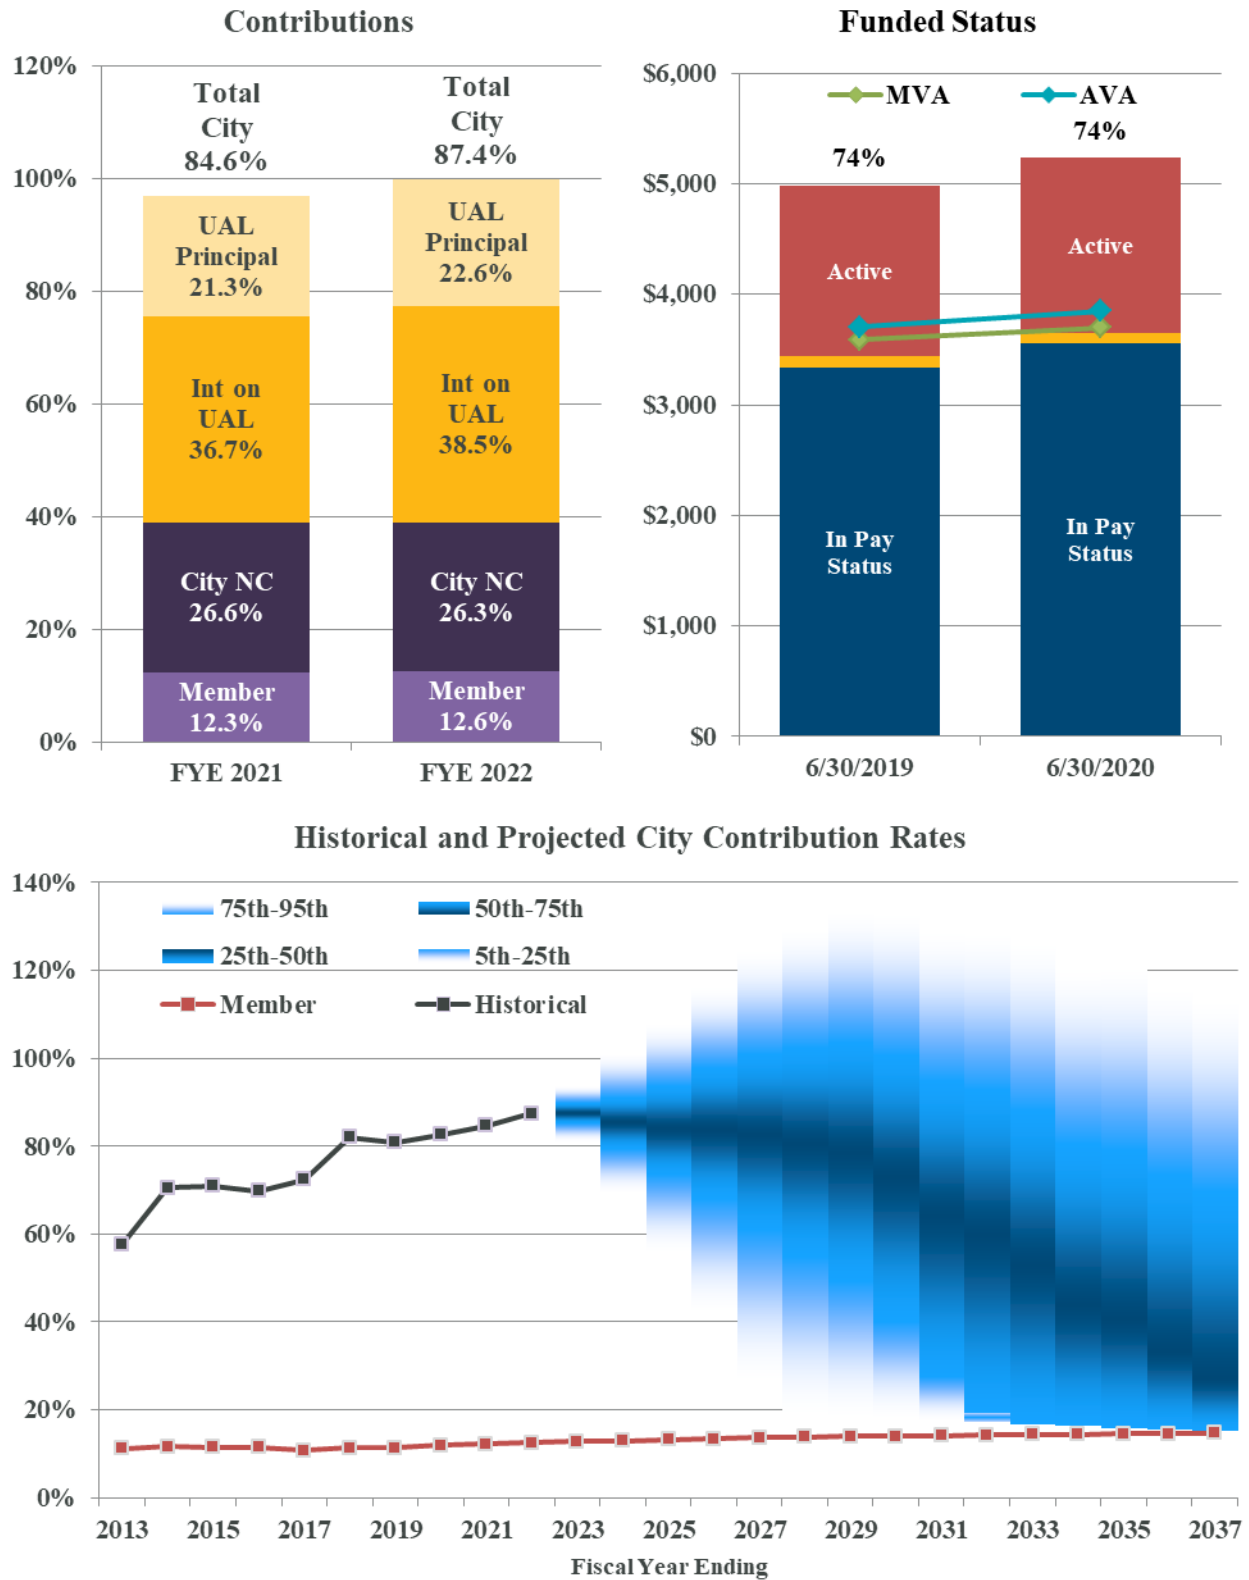 Contributions
120%
100%
80%
60%
40%
20%
0%
Total
City
84.6%
Total
City
87.4%
UAL
Principal
21.3%
UAL
Principal
22.6%
Int on
UAL
36.7%
Int on
UAL
38.5%
City NC
26.6%
City NC
26.3%
Member
12.3%
Member
12.6%
FYE 2021
FYE 2022
Funded Status
$6,000
$5,000
$4,000
$3,000
$2,000
$1,000
$0
MVA
AVA
74%
74%
Active
Active
In Pay
Status
In Pay
Status
6/30/2019
6/30/2020
Historical and Projected City Contribution Rates
140%
120%
100%
80%
60%
40%
20%
0%
75th-95th
50th-75th
25th-50th
5th-25th
Member
Historical
2013 2015 2017 2019 2021 2023 2025 2027 2029 2031 2033 2035 2037
Fiscal Year Ending